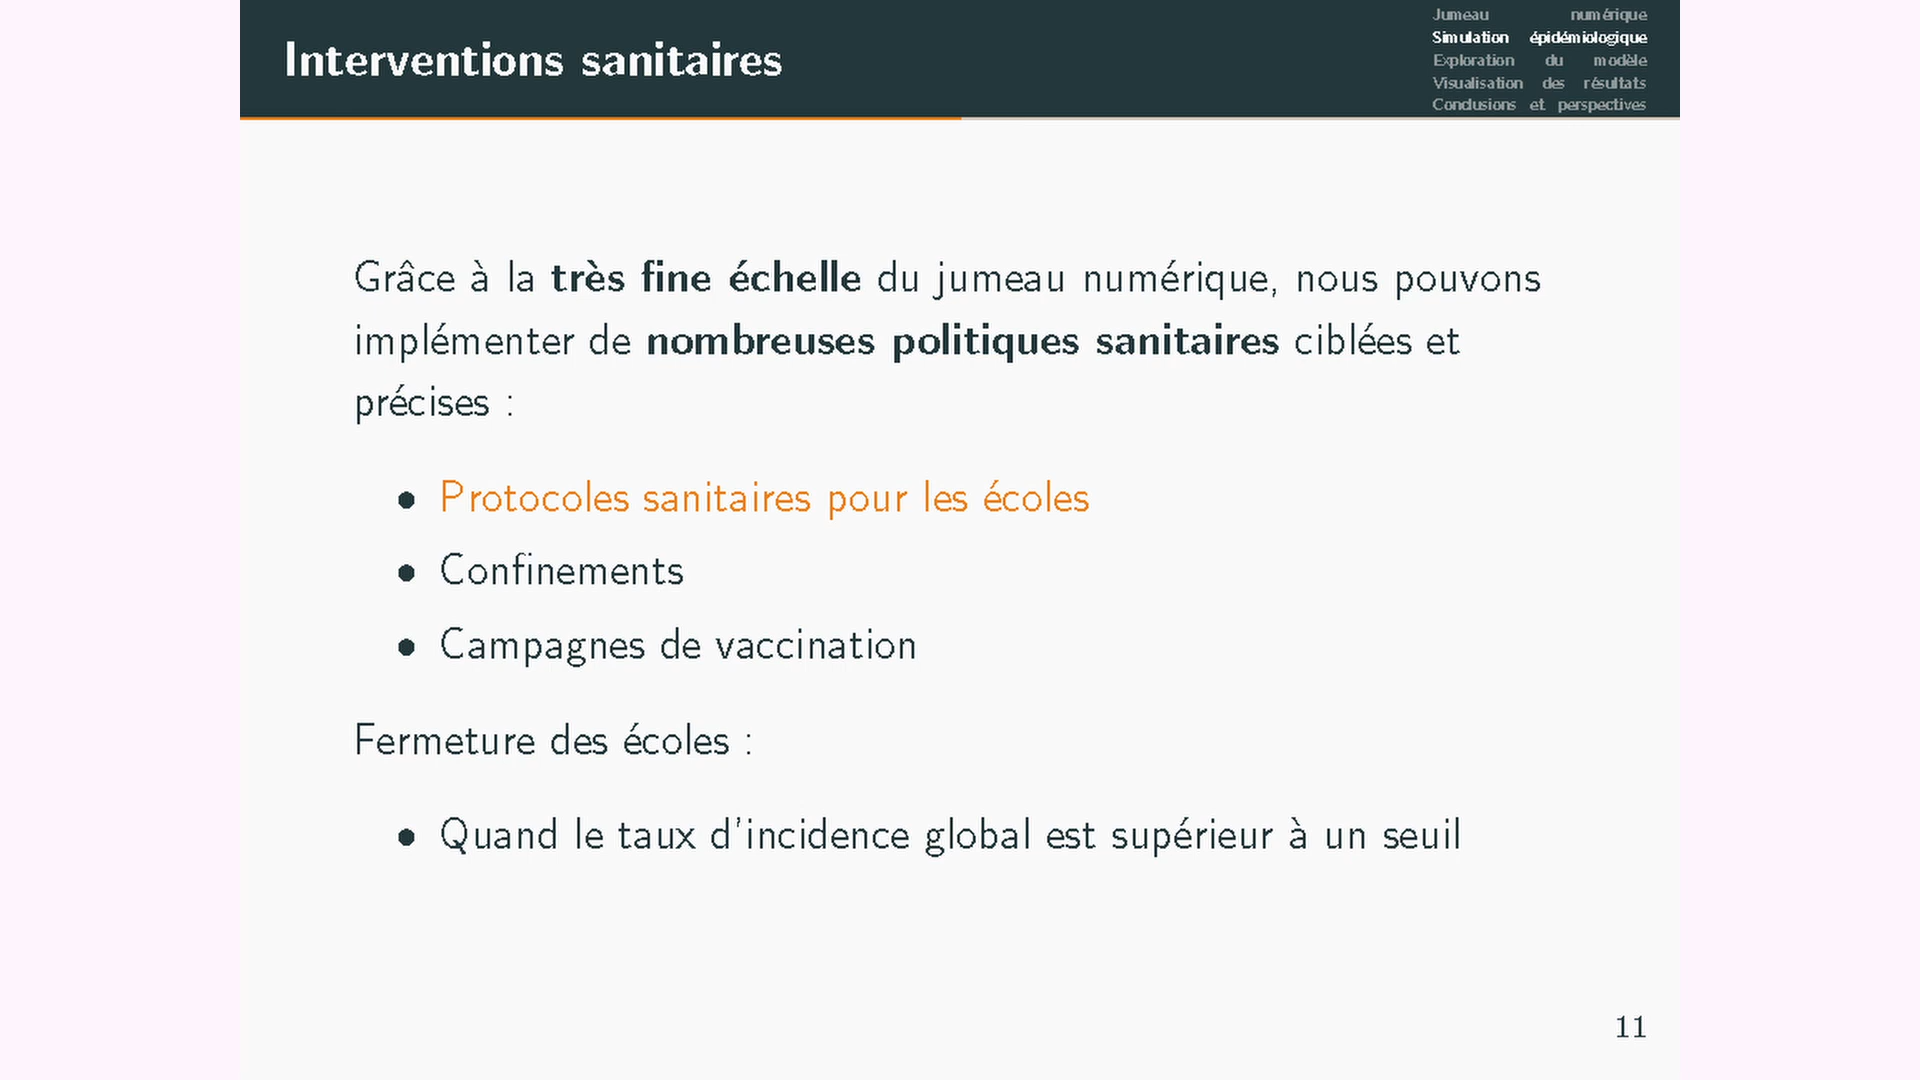 Interventions sanitaires
Jumeau numérique
Simulation épidémiologique
Exploration du modèle
Visualisation des résultats
Conclusions et perspectives
Grâce à la très fine échelle du jumeau numérique, nous pouvons
implémenter de nombreuses politiques sanitaires ciblées et
précises :
• Protocoles sanitaires pour les écoles
• Confinements
• Campagnes de vaccination
Fermeture des écoles :
• Quand le taux d'incidence global est supérieur à un seuil
11